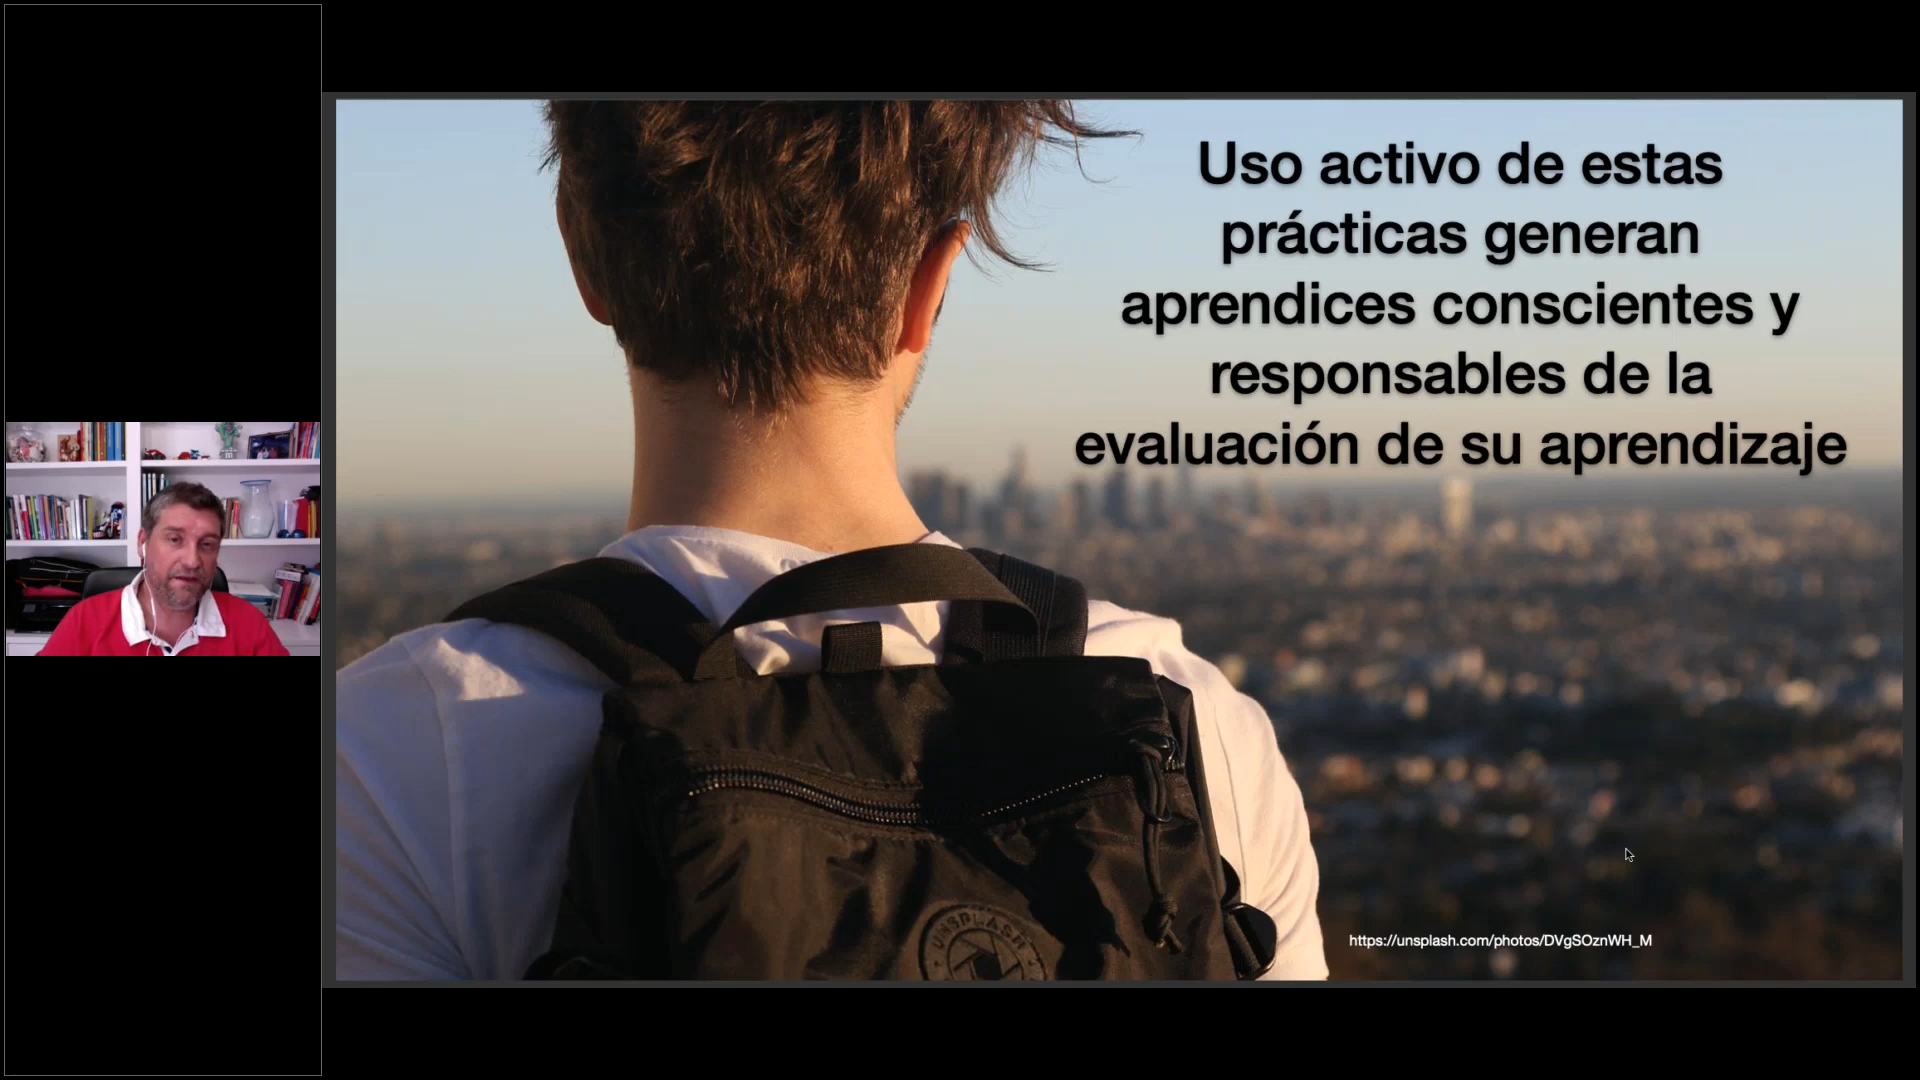 Uso activo de estas
prácticas generan
aprendices conscientes y
responsables de la
evaluación de su aprendizaje
UNSPLASH
https://unsplash.com/photos/DVgSOznWH_M